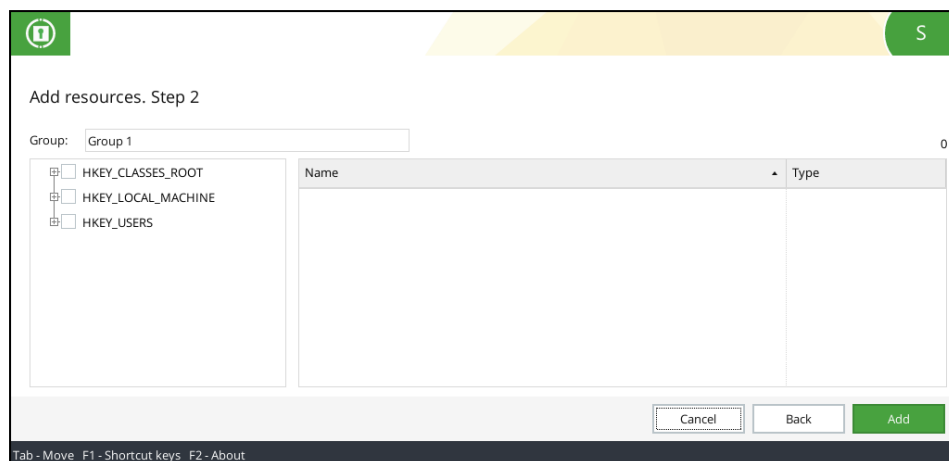 S
Add resources. Step 2
Group: Group 1
0
HKEY_CLASSES_ROOT
HKEY_LOCAL_MACHINE
HKEY_USERS
Name Type
Cancel Back Add
Tab - Move F1 - Shortcut keys F2 - About